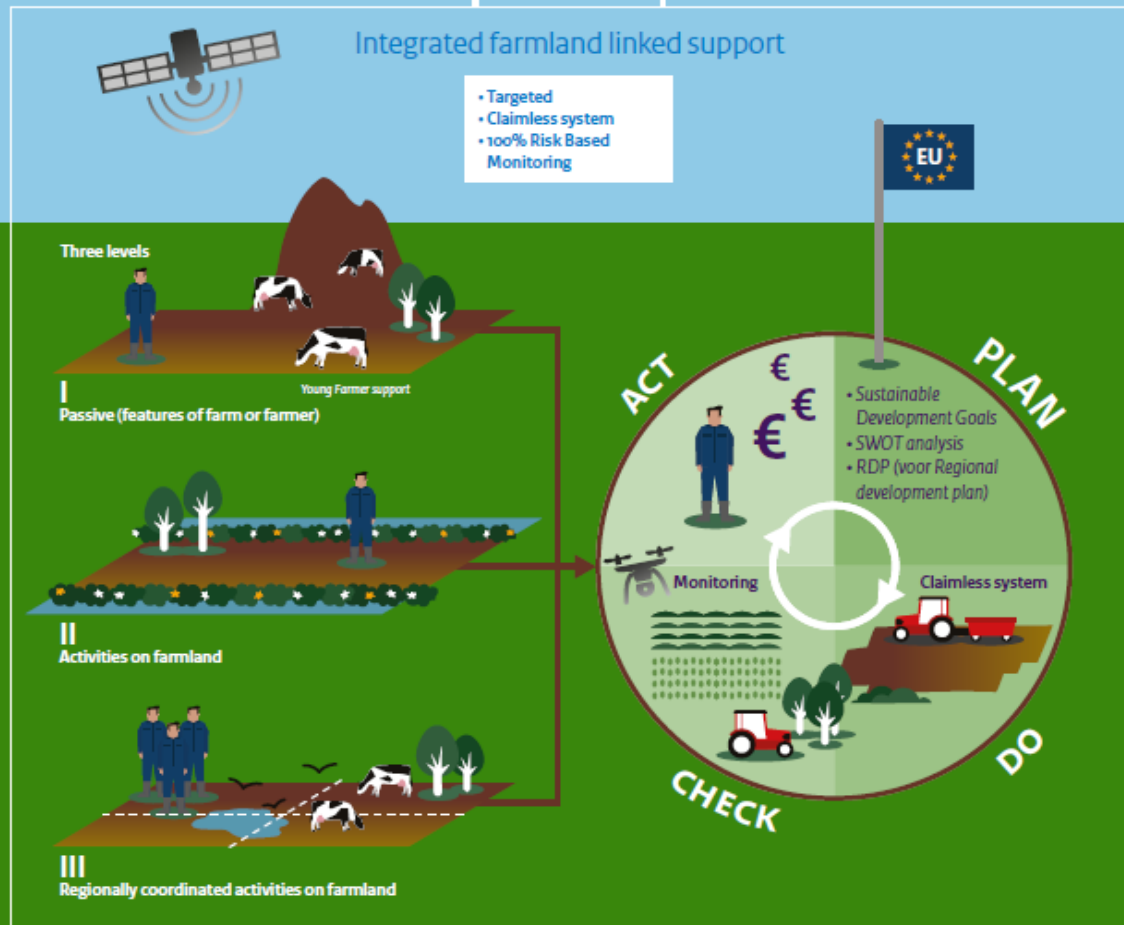 Integrated farmland linked support
• Targeted
• Claimless system
• 100% Risk Based
Monitoring
EU
Three levels
Young Farmer support
I
Passive (features of farm or farmer)
II
Activities on farmland
III
Regionally coordinated activities on farmland
ACT
PLAN
€
€
€
• Sustainable
Development Goals
• SWOT analysis
• RDP (voor Regional
development plan)
Monitoring
Claimless system
CHECK
DO